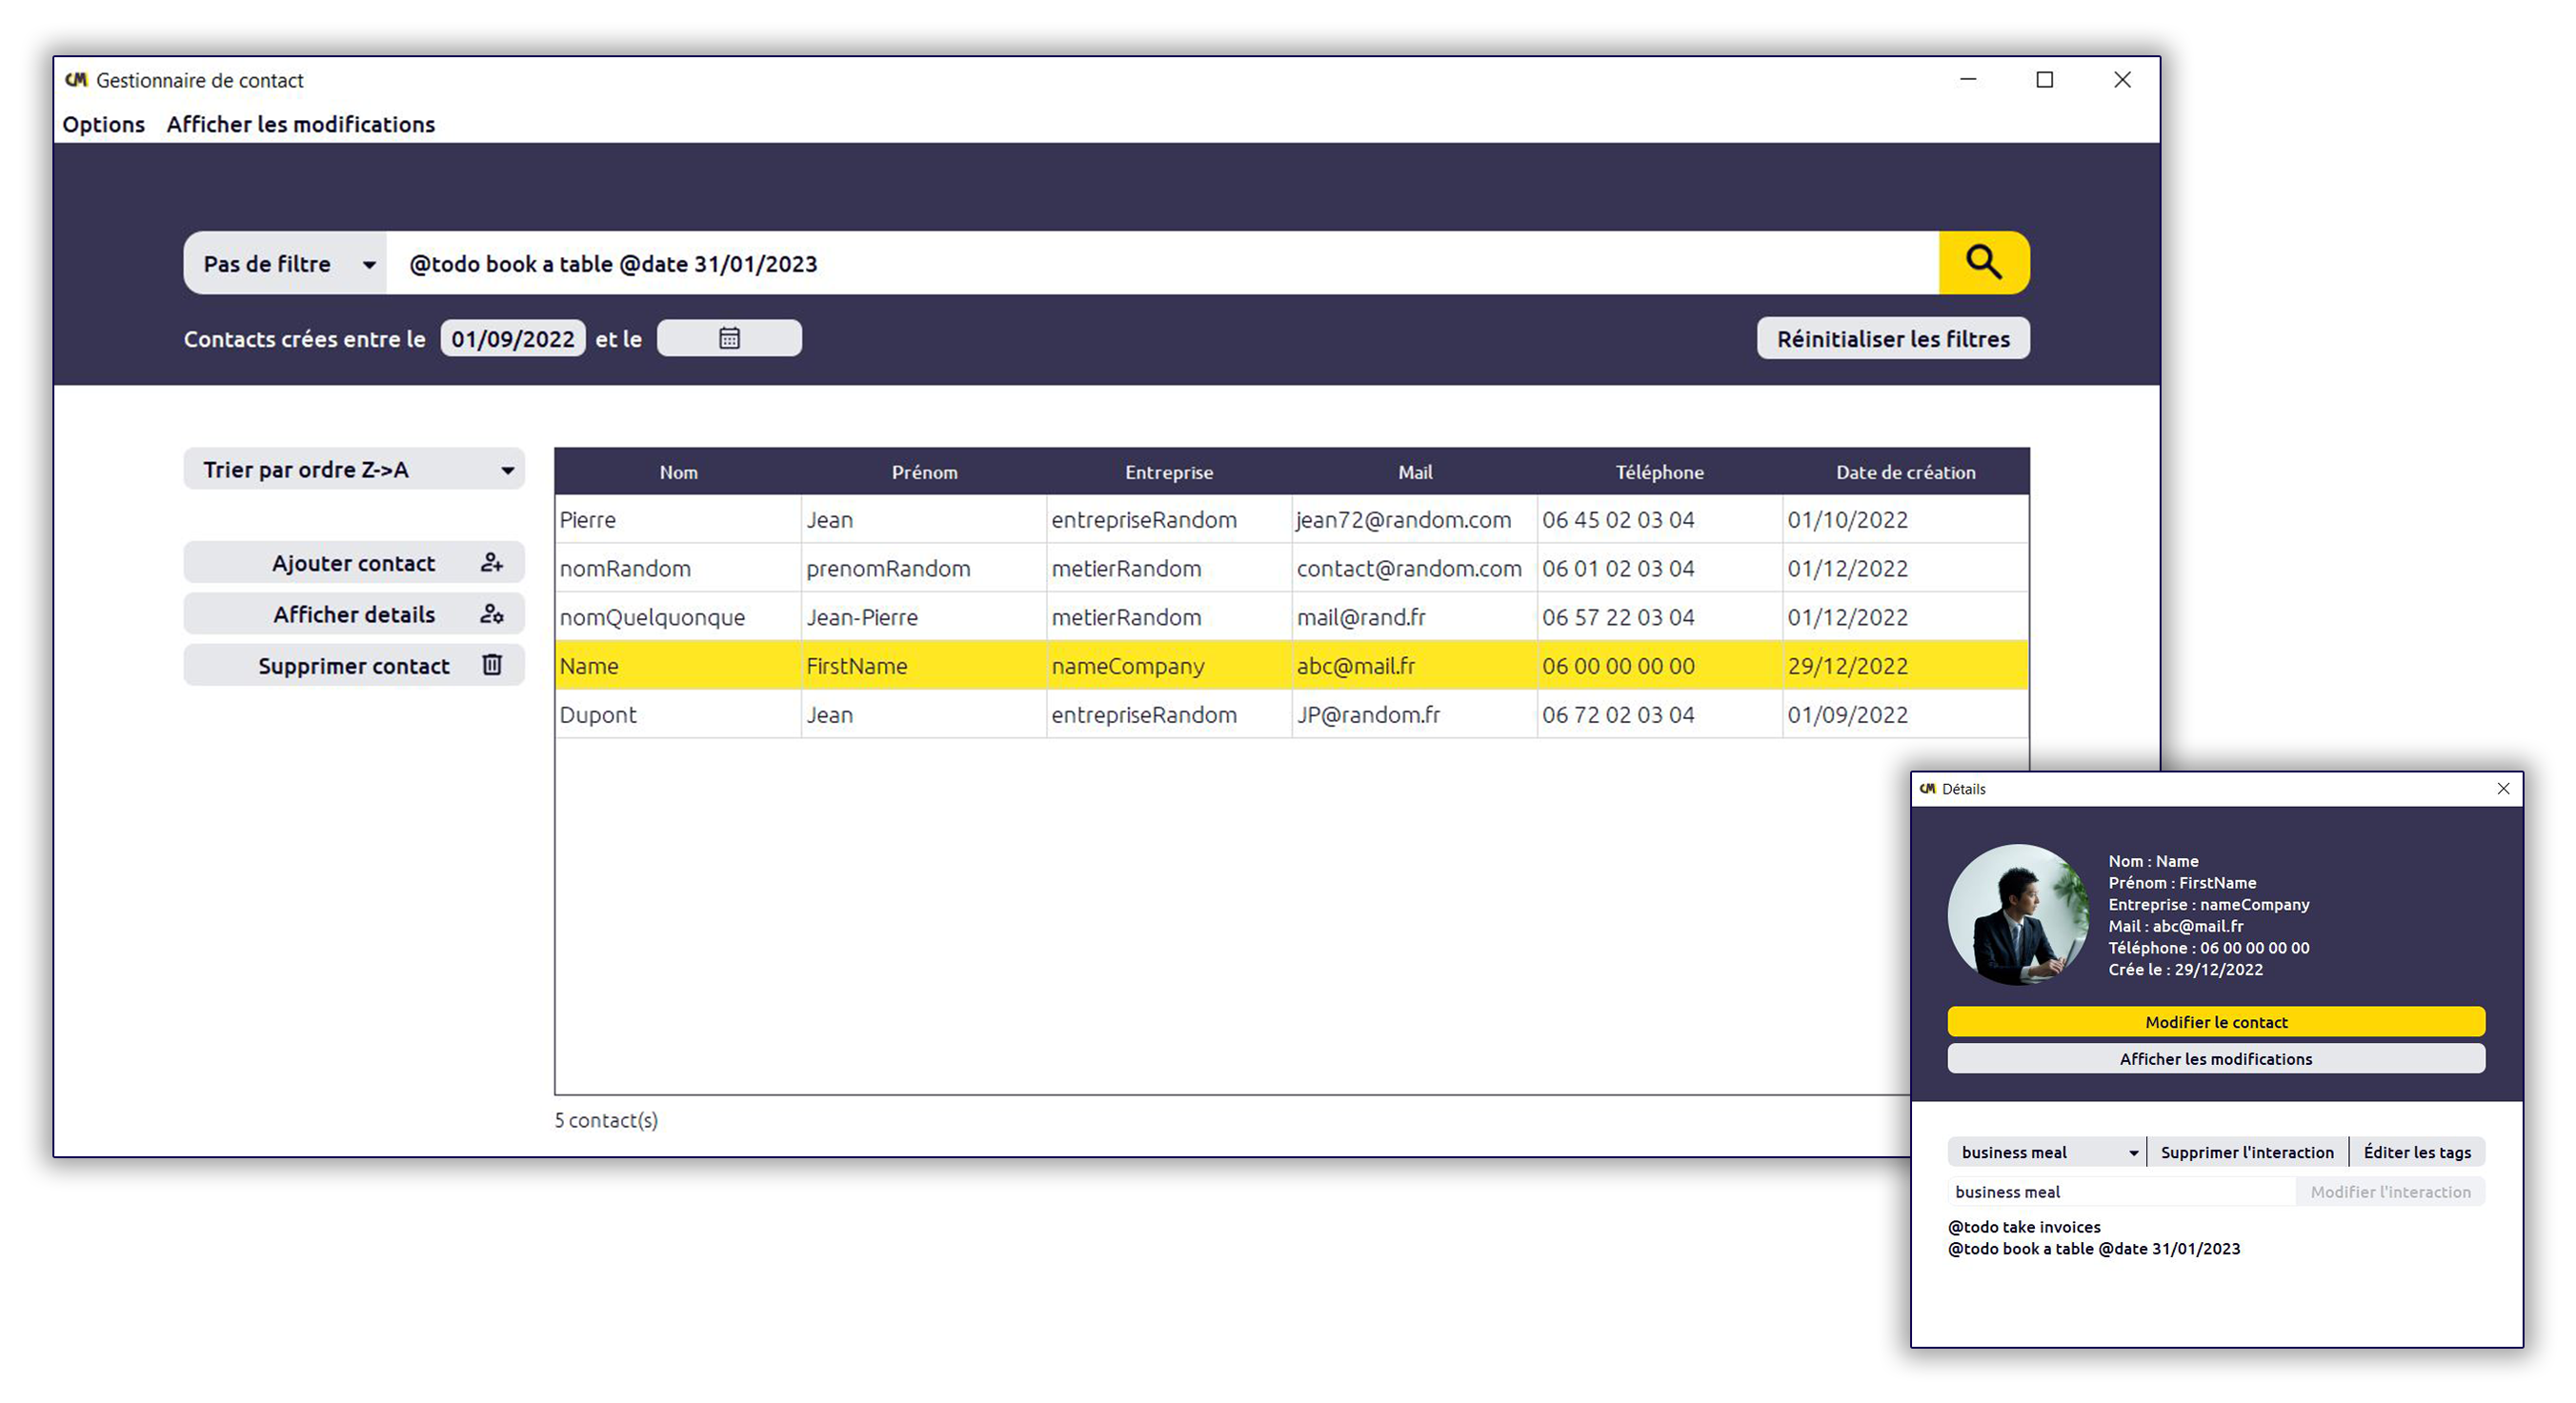 CM Gestionnaire de contact
Options Afficher les modifications
Pas de filtre @todo book a table @date 31/01/2023
Contacts crées entre le 01/09/2022 et le Réinitialiser les filtres
Trier par ordre Z->A
Ajouter contact
Afficher details
Supprimer contact
Nom Prénom Entreprise Mail Téléphone Date de création
Pierre Jean entrepriseRandom jean72@random.com 06 45 02 03 04 01/10/2022
nomRandom prenomRandom metierRandom contact@random.com 06 01 02 03 04 01/12/2022
nomQuelquonque Jean-Pierre metierRandom mail@rand.fr 06 57 22 03 04 01/12/2022
Name FirstName nameCompany abc@mail.fr 06 00 00 00 00 29/12/2022
Dupont Jean entrepriseRandom JP@random.fr 06 72 02 03 04 01/09/2022
5 contact(s)
CM Détails
Nom : Name
Prénom : FirstName
Entreprise : nameCompany
Mail : abc@mail.fr
Téléphone : 06 00 00 00 00
Crée le : 29/12/2022
Modifier le contact
Afficher les modifications
business meal Supprimer l'interaction Éditer les tags
business meal Modifier l'interaction
@todo take invoices
@todo book a table @date 31/01/2023